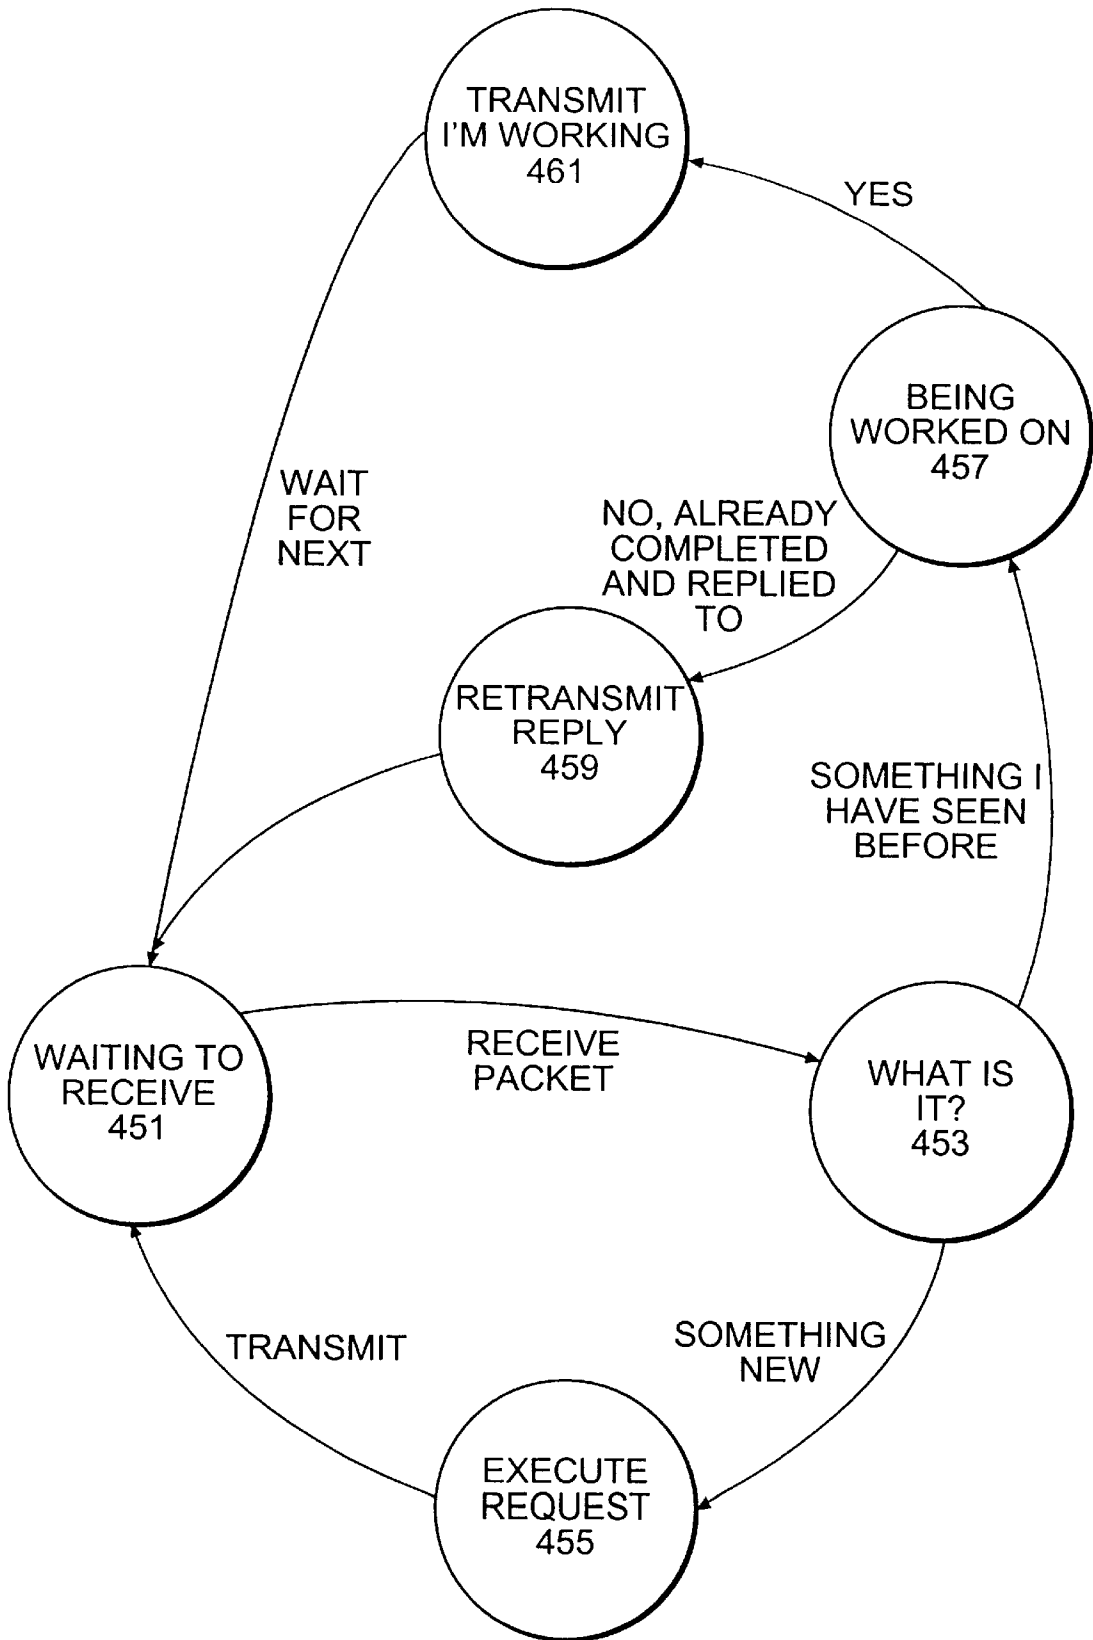 TRANSMIT
I'M WORKING
461
YES
BEING
WORKED ON
457
WAIT
FOR
NEXT
NO, ALREADY
COMPLETED
AND REPLIED
TO
RETRANSMIT
REPLY
459
SOMETHING I
HAVE SEEN
BEFORE
WAITING TO
RECEIVE
451
RECEIVE
PACKET
WHAT IS
IT?
453
TRANSMIT
SOMETHING
NEW
EXECUTE
REQUEST
455